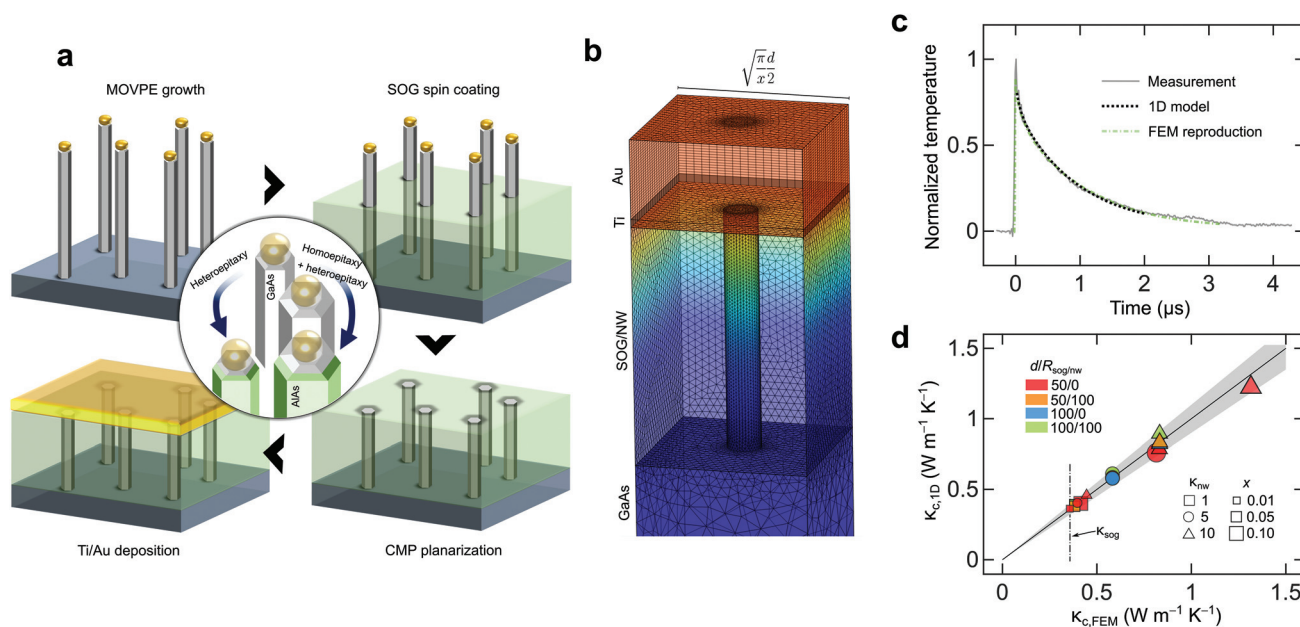 a
MOVPE growth
SOG spin coating
Heteroepitaxy
GaAs
Homoepitaxy
+ heteroepitaxy
AlAs
Ti/Au deposition
CMP planarization
b
√(π/x) d/2
Au
Ti
SOG/NW
GaAs
c
Normalized temperature
1
0.5
0
Measurement
1D model
FEM reproduction
0 1 2 3 4
Time (µs)
d
κc,1D (W m⁻¹ K⁻¹)
1.5
1.0
0.5
0
d/Rsog/nw
50/0
50/100
100/0
100/100
κnw x
1 0.01
5 0.05
10 0.10
κsog
0 0.5 1 1.5
κc,FEM (W m⁻¹ K⁻¹)